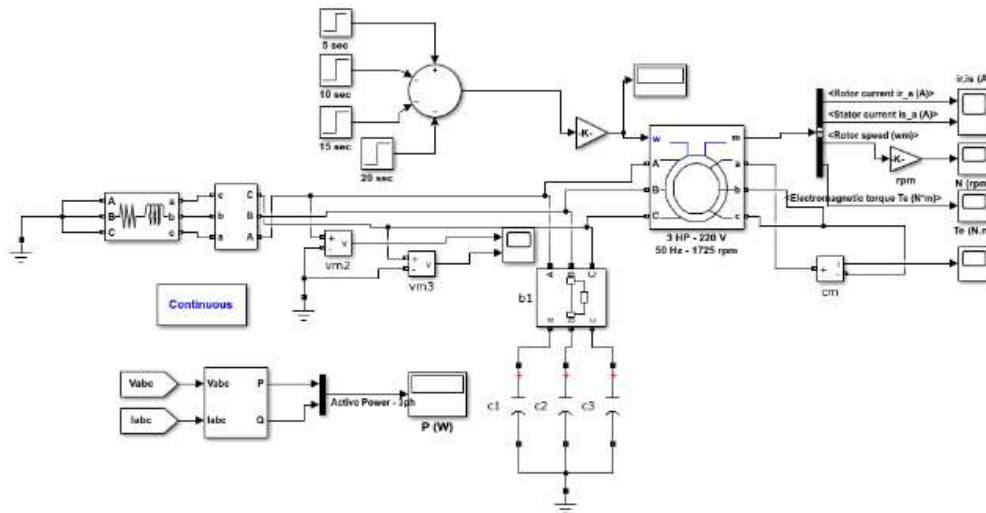 5 sec
10 sec
15 sec
20 sec
+
-K-
w
m
A
a
B
b
C
c
3 HP - 220 V
50 Hz - 1725 rpm
<Rotor current ir_a (A)>
<Stator current is_a (A)>
<Rotor speed (wm)>
<Electromagnetic torque Te (N*m)>
ir,is (A
-K-
rpm
N (rpm
Te (N.m
cm
A
B
C
a
b
c
c
b
a
C
B
A
v
vm2
v
vm3
Continuous
b1
A
B
C
c1
c2
c3
Vabc
Iabc
Vabc
Iabc
P
Q
Active Power - 3ph
P (W)